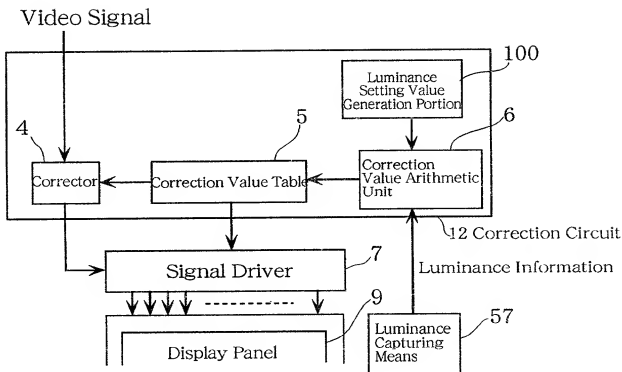 Video Signal
100
Luminance
Setting Value
Generation Portion
4
5
6
Corrector
Correction Value Table
Correction
Value Arithmetic
Unit
12 Correction Circuit
7
Signal Driver
Luminance Information
9
57
Display Panel
Luminance
Capturing
Means